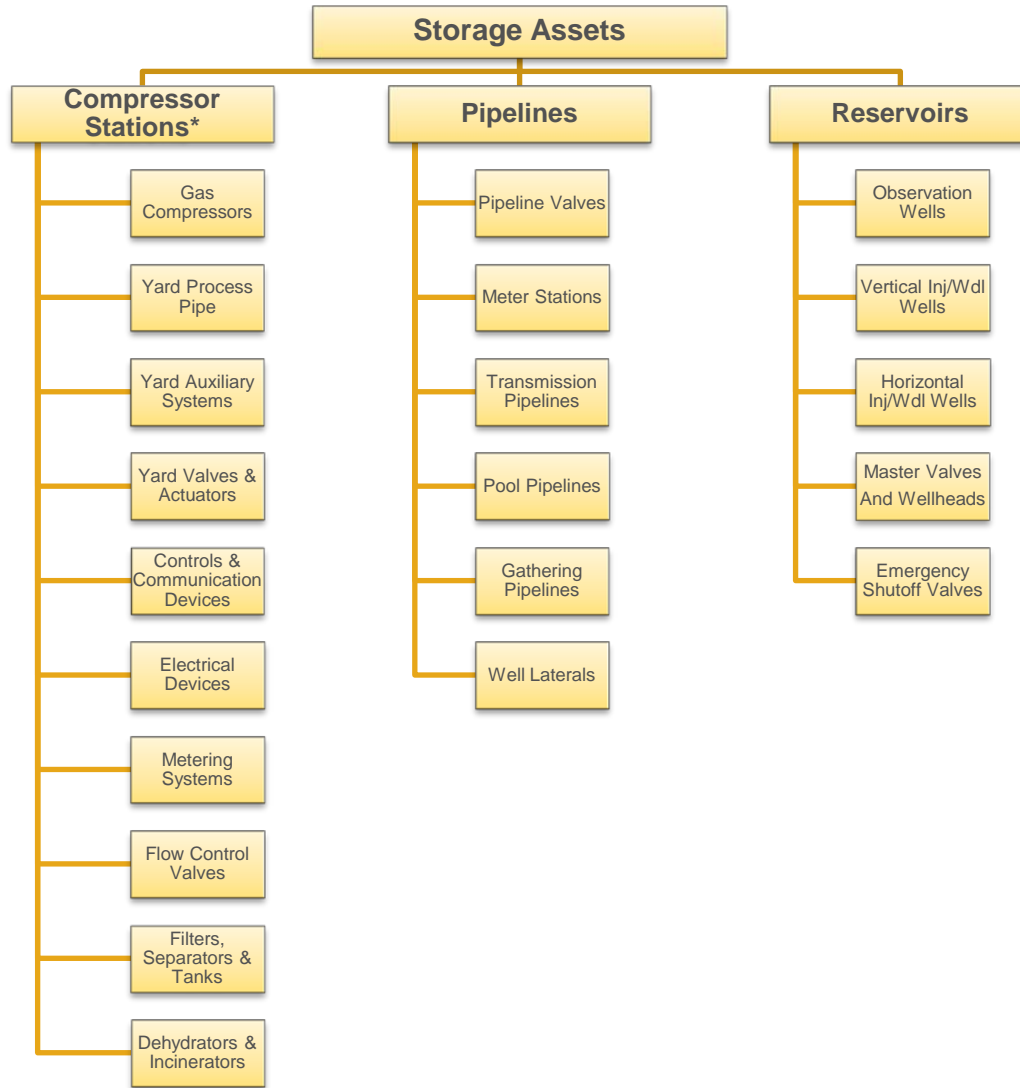 Storage Assets
Compressor
Stations*
Gas
Compressors
Yard Process
Pipe
Yard Auxiliary
Systems
Yard Valves &
Actuators
Controls &
Communication
Devices
Electrical
Devices
Metering
Systems
Flow Control
Valves
Filters,
Separators &
Tanks
Dehydrators &
Incinerators
Pipelines
Pipeline Valves
Meter Stations
Transmission
Pipelines
Pool Pipelines
Gathering
Pipelines
Well Laterals
Reservoirs
Observation
Wells
Vertical Inj/Wdl
Wells
Horizontal
Inj/Wdl Wells
Master Valves
And Wellheads
Emergency
Shutoff Valves